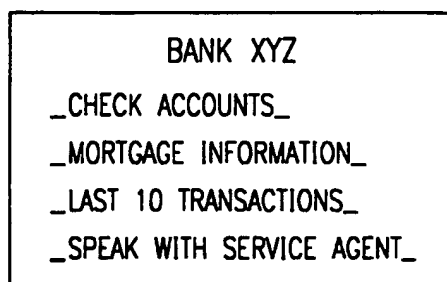 BANK XYZ
_CHECK ACCOUNTS_
_MORTGAGE INFORMATION_
_LAST 10 TRANSACTIONS_
_SPEAK WITH SERVICE AGENT_